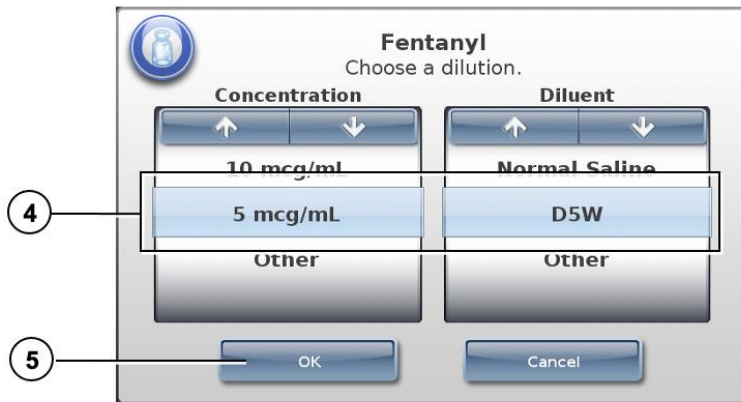 Fentanyl
Choose a dilution.
Concentration
Diluent
10 mcg/mL
Normal Saline
4
5 mcg/mL
D5W
Other
Other
5
OK
Cancel